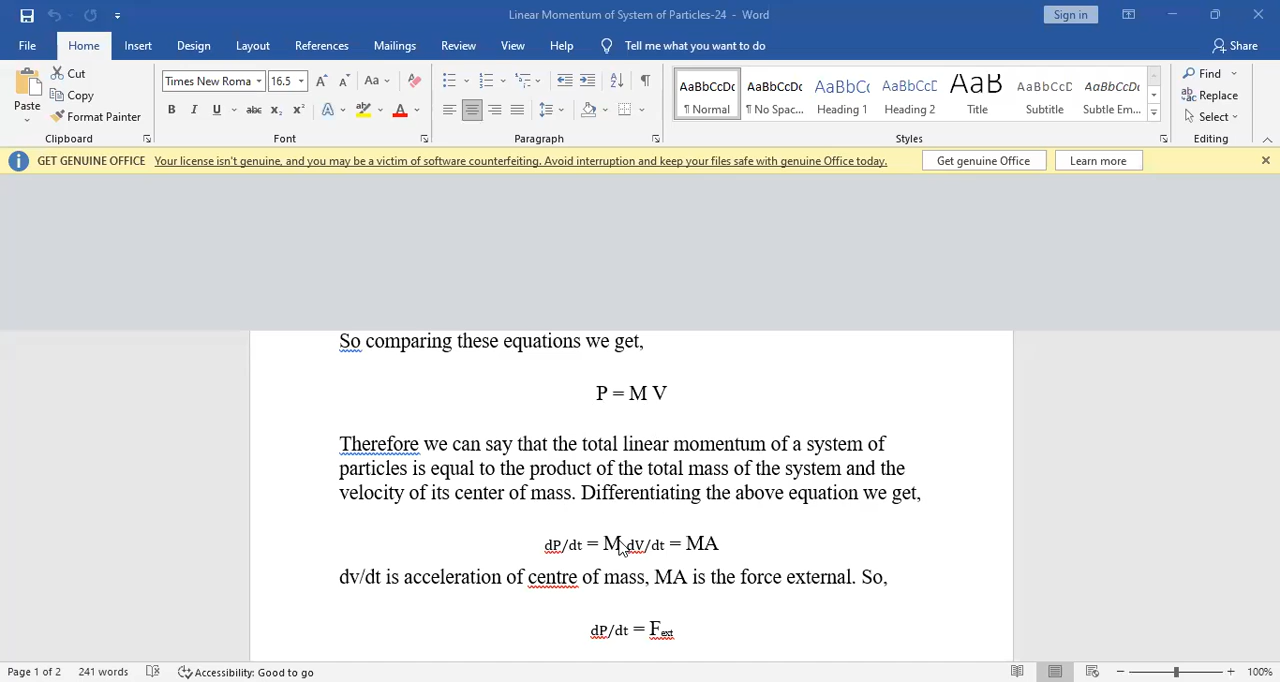 Linear Momentum of System of Particles-24 - Word
Sign in
File Home Insert Design Layout References Mailings Review View Help Tell me what you want to do Share
Paste
Cut
Copy
Format Painter
Clipboard
Times New Roma 16.5
Font
Paragraph
AaBbCcDc AaBbCcDc AaBbC( AaBbCcD AaB AaBbCcD AaBbCcDc
¶ Normal ¶ No Spac... Heading 1 Heading 2 Title Subtitle Subtle Em...
Styles
Find
Replace
Select
Editing
GET GENUINE OFFICE Your license isn't genuine, and you may be a victim of software counterfeiting. Avoid interruption and keep your files safe with genuine Office today. Get genuine Office Learn more
So comparing these equations we get,
P = M V
Therefore we can say that the total linear momentum of a system of
particles is equal to the product of the total mass of the system and the
velocity of its center of mass. Differentiating the above equation we get,
dP/dt = M dV/dt = MA
dv/dt is acceleration of centre of mass, MA is the force external. So,
dP/dt = Fext
Page 1 of 2 241 words Accessibility: Good to go 100%